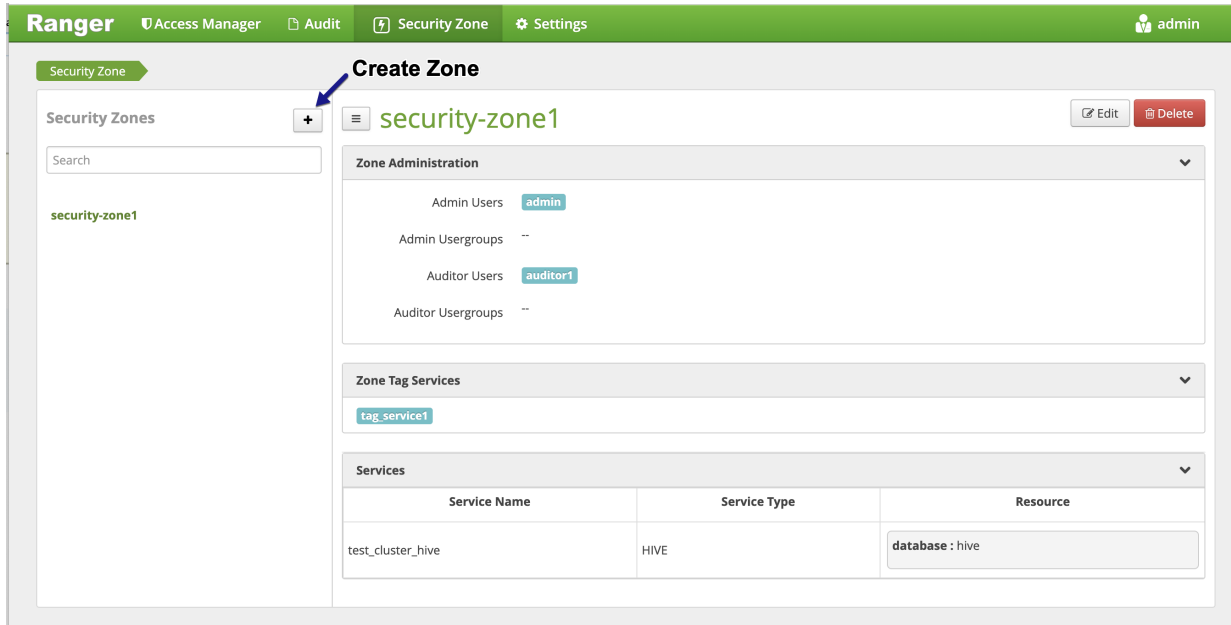 Ranger Access Manager Audit Security Zone Settings admin
Security Zone
Create Zone
Security Zones +
security-zone1
Edit Delete
Search
Zone Administration
Admin Users admin
Admin Usergroups --
Auditor Users auditor1
Auditor Usergroups --
security-zone1
Zone Tag Services
tag_service1
Services
Service Name Service Type Resource
test_cluster_hive HIVE database : hive